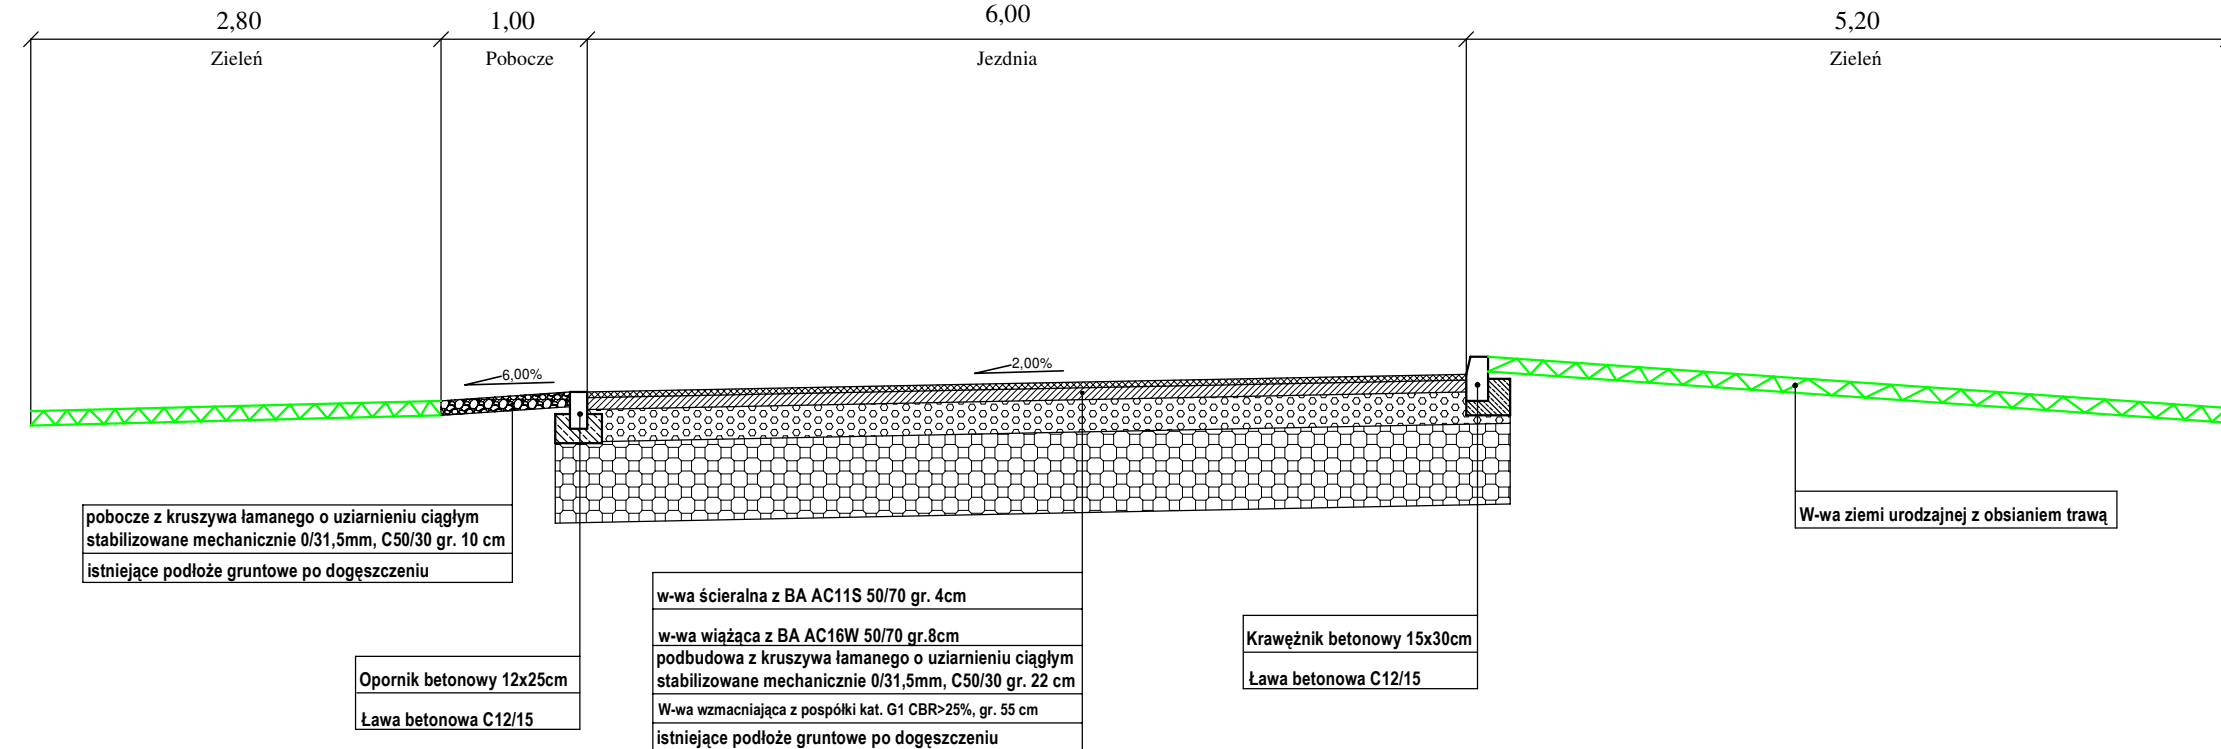 2,80
1,00
6,00
5,20
Zieleń
Pobocze
Jezdnia
Zieleń
6,00%
2,00%
pobocze z kruszywa łamanego o uziarnieniu ciągłym
stabilizowane mechanicznie 0/31,5mm, C50/30 gr. 10 cm
istniejące podłoże gruntowe po dogęszczeniu
Opornik betonowy 12x25cm
Ława betonowa C12/15
w-wa ścieralna z BA AC11S 50/70 gr. 4cm
w-wa wiążąca z BA AC16W 50/70 gr.8cm
podbudowa z kruszywa łamanego o uziarnieniu ciągłym
stabilizowane mechanicznie 0/31,5mm, C50/30 gr. 22 cm
W-wa wzmacniająca z pospółki kat. G1 CBR>25%, gr. 55 cm
istniejące podłoże gruntowe po dogęszczeniu
Krawężnik betonowy 15x30cm
Ława betonowa C12/15
W-wa ziemi urodzajnej z obsianiem trawą